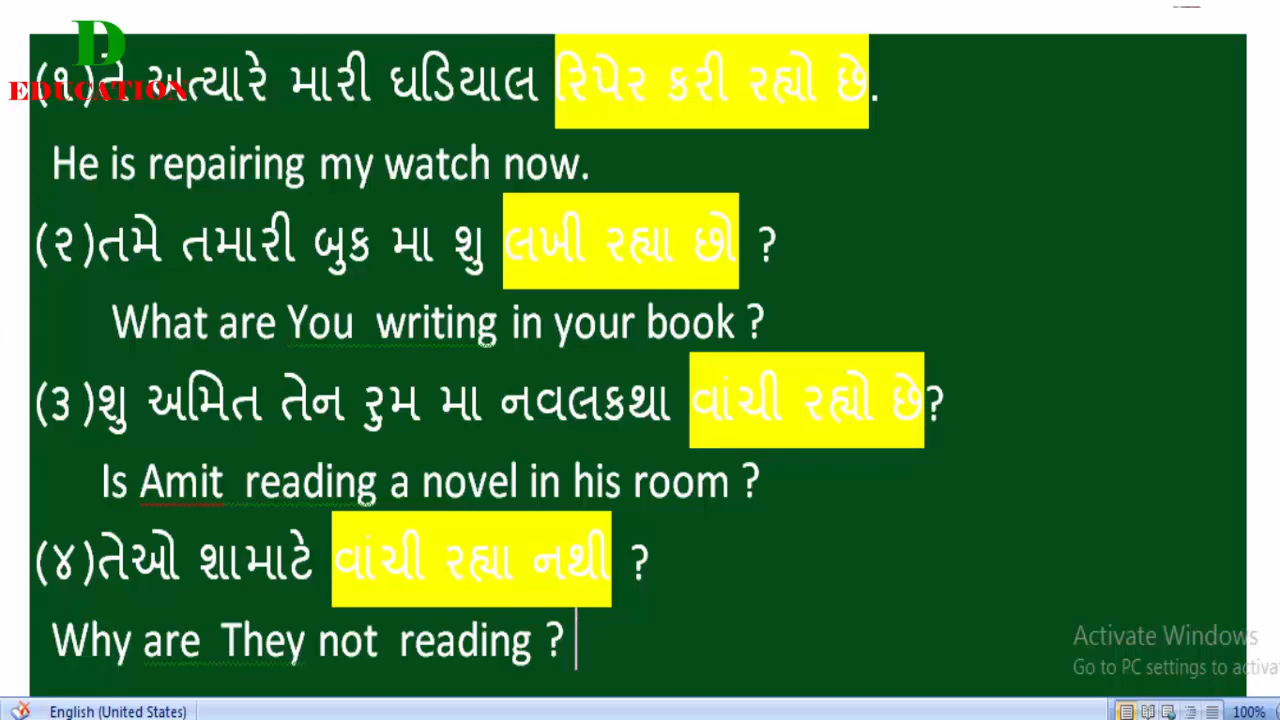 D
EDUCATION
(૧)તે અત્યારે મારી ઘડિયાલ રિપેર કરી રહ્યો છે.
He is repairing my watch now.
(૨)તમે તમારી બુક મા શુ લખી રહ્યા છો ?
What are You writing in your book ?
(૩)શુ અમિત તેન રુમ મા નવલકથા વાંચી રહ્યો છે?
Is Amit reading a novel in his room ?
(૪)તેઓ શામાટે વાંચી રહ્યા નથી ?
Why are They not reading ?
Activate Windows
Go to PC settings to activa
English (United States)
100%